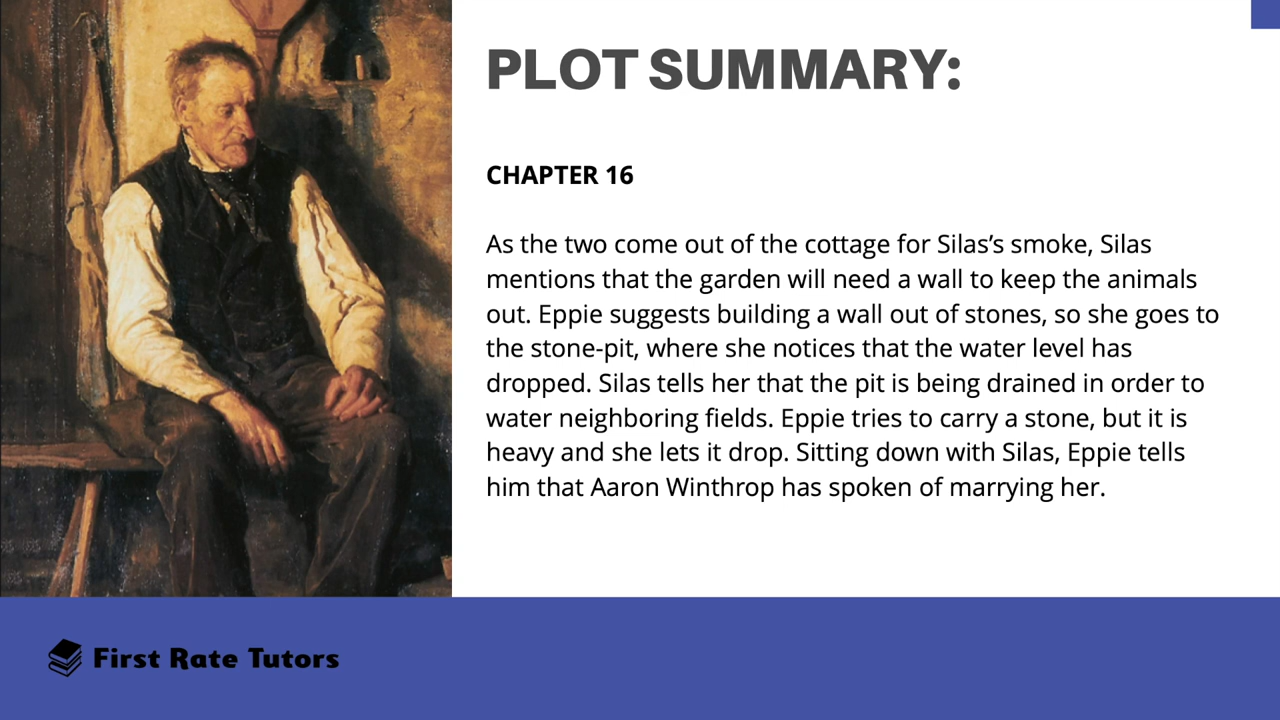 PLOT SUMMARY:
CHAPTER 16
As the two come out of the cottage for Silas’s smoke, Silas
mentions that the garden will need a wall to keep the animals
out. Eppie suggests building a wall out of stones, so she goes to
the stone-pit, where she notices that the water level has
dropped. Silas tells her that the pit is being drained in order to
water neighboring fields. Eppie tries to carry a stone, but it is
heavy and she lets it drop. Sitting down with Silas, Eppie tells
him that Aaron Winthrop has spoken of marrying her.
First Rate Tutors